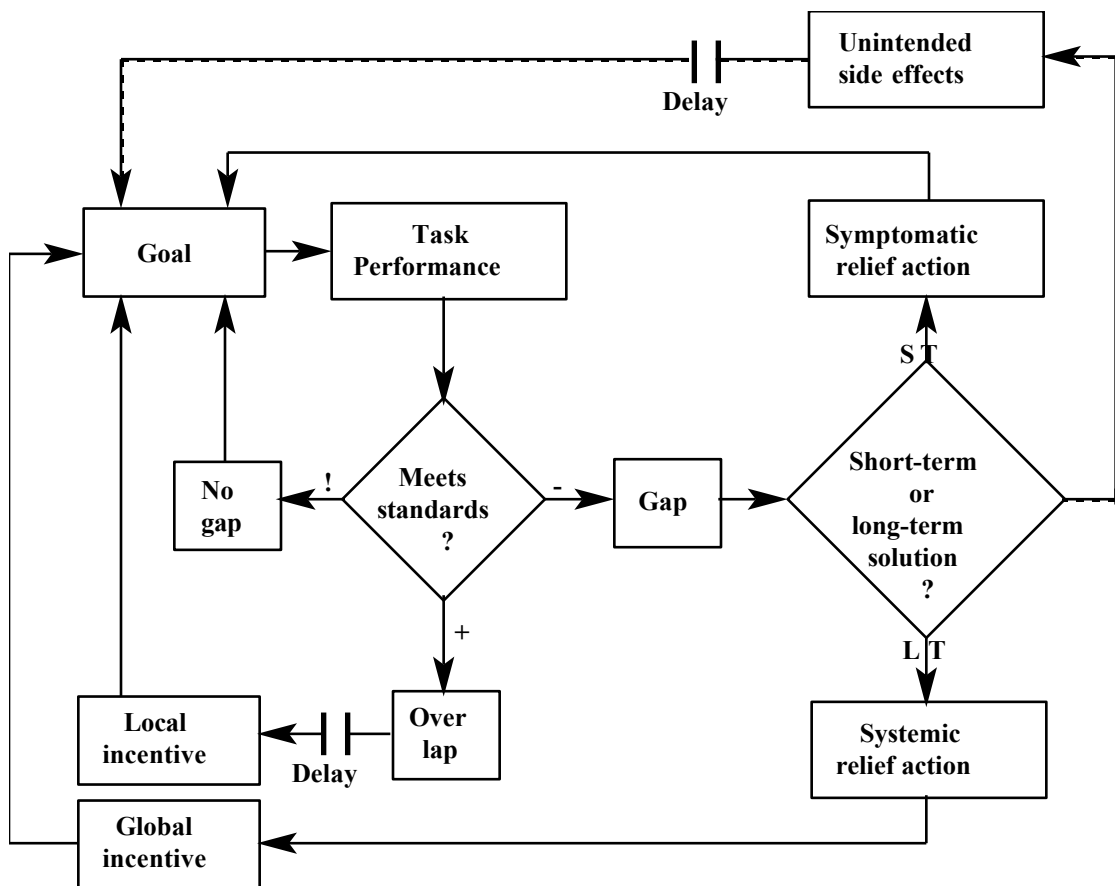 Unintended
side effects
Delay
Goal
Task
Performance
Symptomatic
relief action
S T
No
gap
!
Meets
standards
?
-
Gap
Short-term
or
long-term
solution
?
+
L T
Local
incentive
Delay
Over
lap
Systemic
relief action
Global
incentive